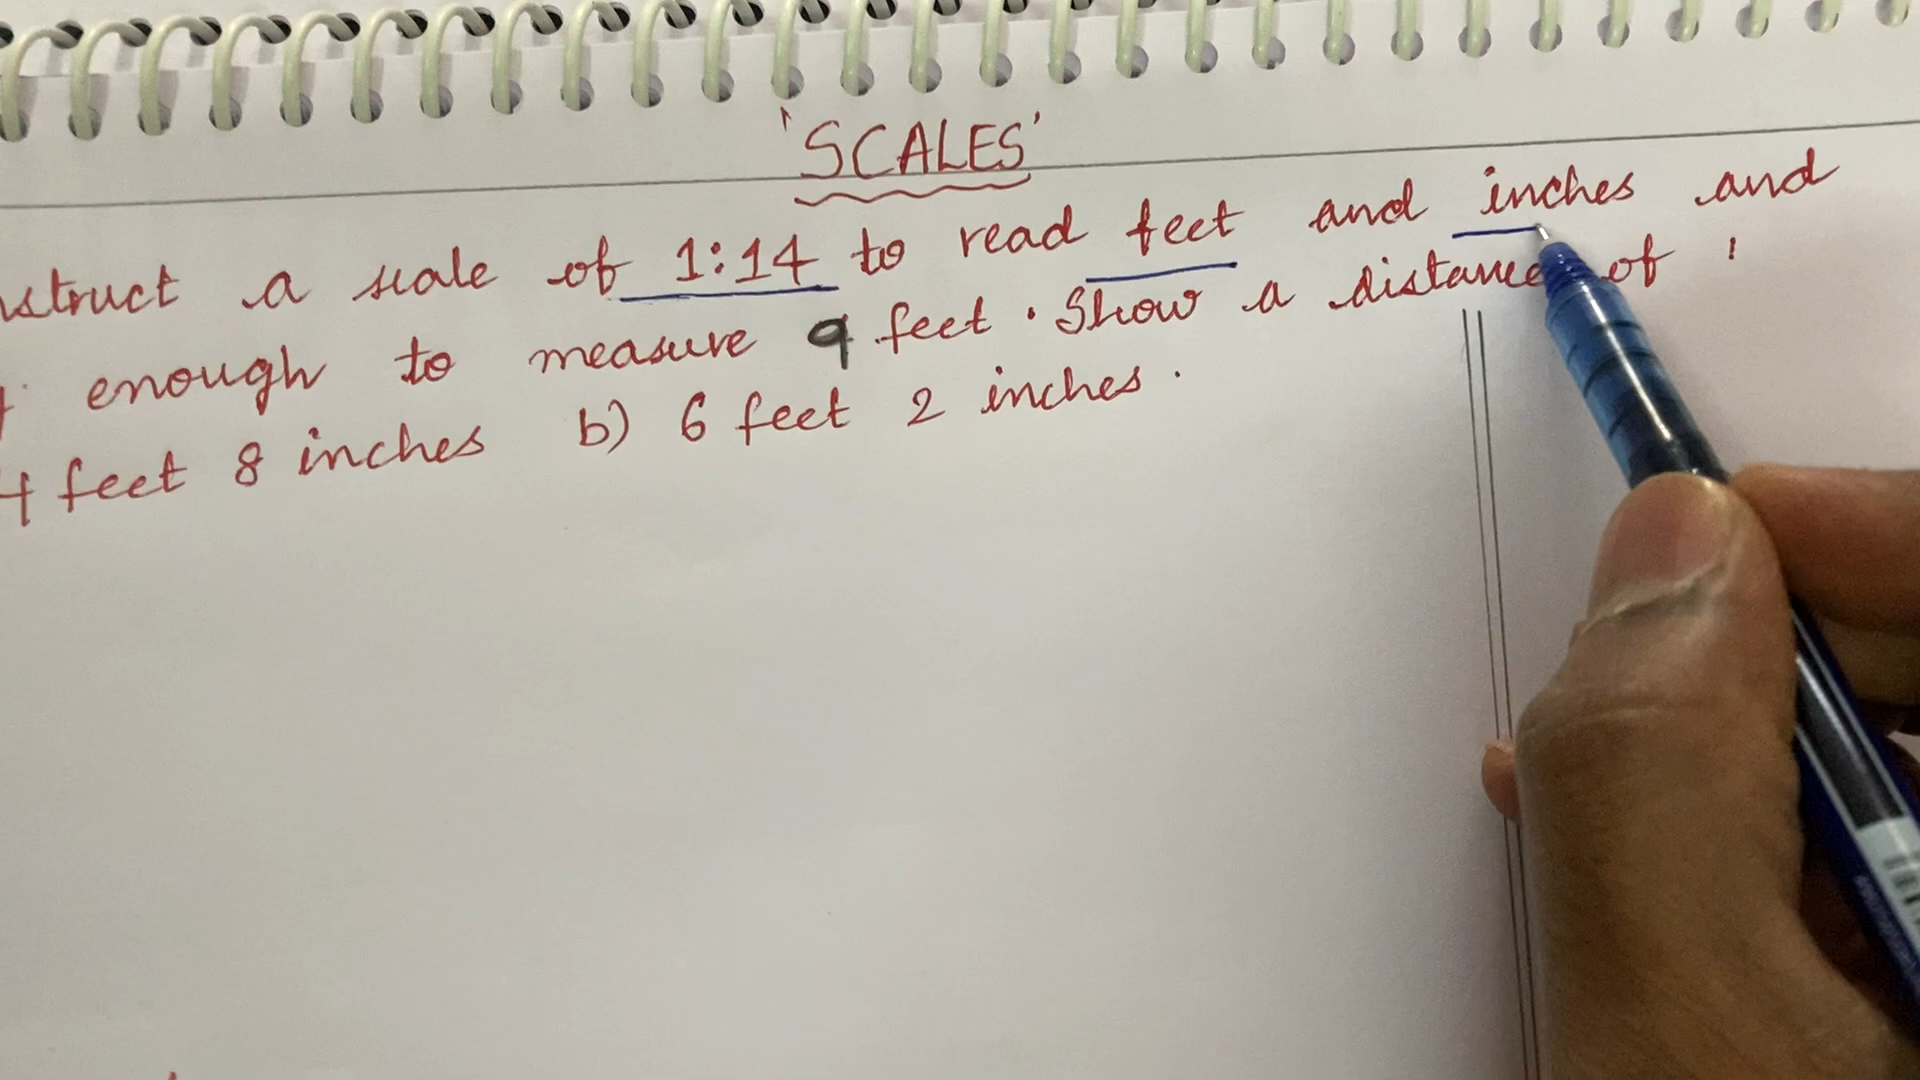 'SCALES'
struct a scale of 1:14 to read feet and inches and
enough to measure 9 feet. Show a distance of
4 feet 8 inches b) 6 feet 2 inches.